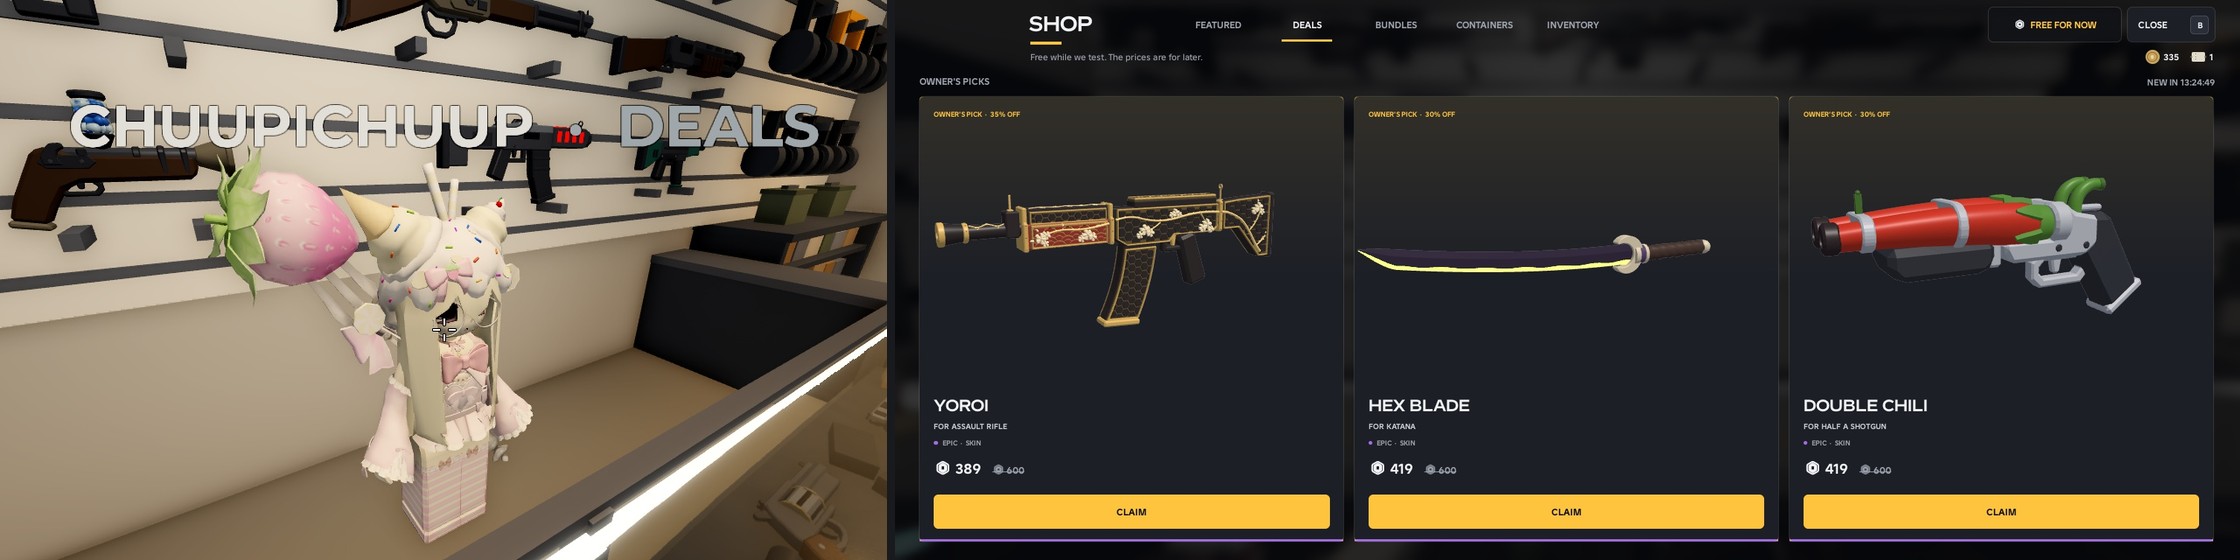 CHUUPICHUUP · DEALS
SHOP
FEATURED
DEALS
BUNDLES
CONTAINERS
INVENTORY
FREE FOR NOW
CLOSE
B
Free while we test. The prices are for later.
335
1
OWNER'S PICKS
NEW IN 13:24:49
OWNER'S PICK · 35% OFF
YOROI
FOR ASSAULT RIFLE
EPIC · SKIN
389 600
CLAIM
OWNER'S PICK · 30% OFF
HEX BLADE
FOR KATANA
EPIC · SKIN
419 600
CLAIM
OWNER'S PICK · 30% OFF
DOUBLE CHILI
FOR HALF A SHOTGUN
EPIC · SKIN
419 600
CLAIM